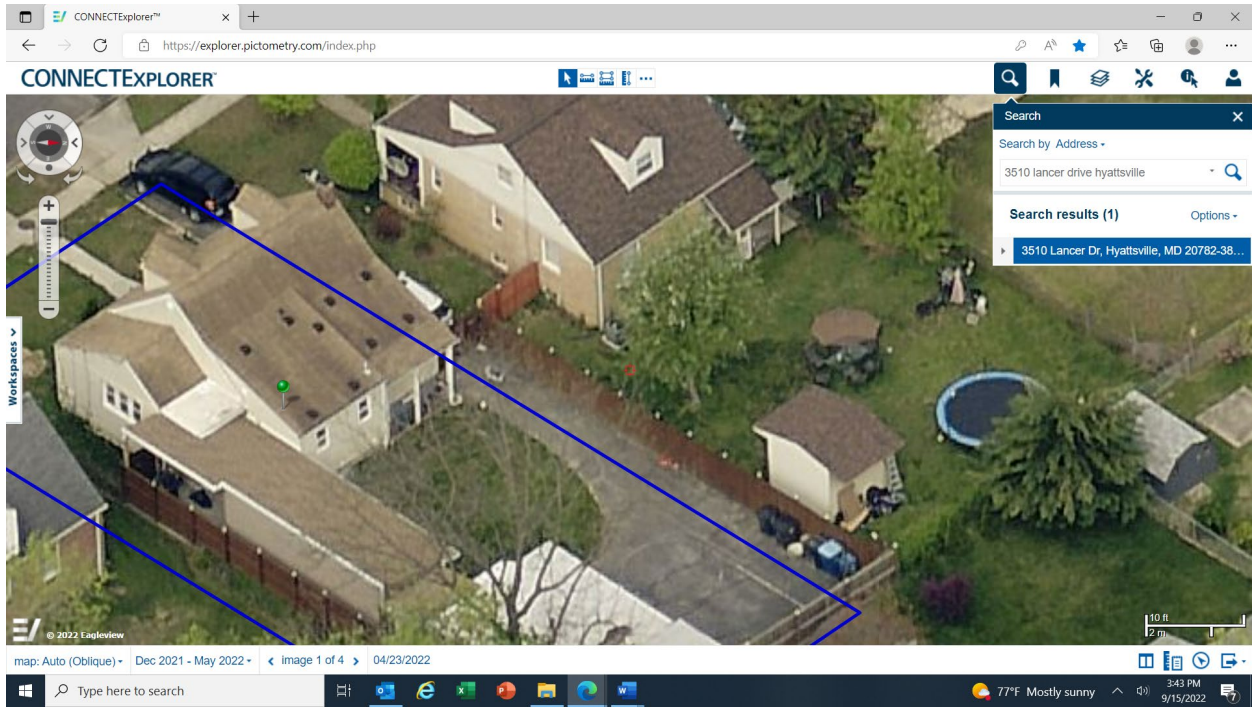 CONNECTExplorer™
https://explorer.pictometry.com/index.php
CONNECTEXPLORER™
Search
Search by Address
3510 lancer drive hyattsville
Search results (1)
Options
3510 Lancer Dr, Hyattsville, MD 20782-38...
Workspaces
© 2022 Eagleview
10 ft
2 m
map: Auto (Oblique)
Dec 2021 - May 2022
image 1 of 4
04/23/2022
Type here to search
77°F Mostly sunny
3:43 PM
9/15/2022
7